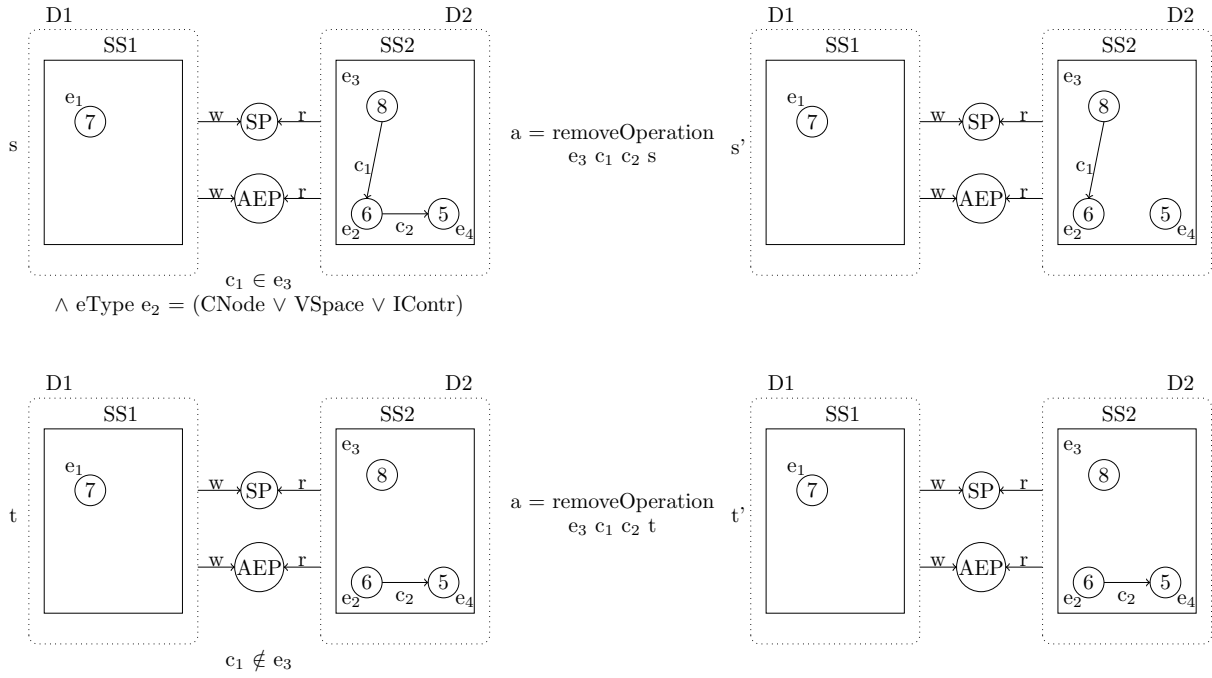 D1 D2 D1 D2
SS1 SS2 SS1 SS2
e3
e1 8 e1 e3 8
7 w SP r 7 w SP r
a = removeOperation
s c1 e3 c1 c2 s s' c1
w AEP r w AEP r
6 5 6 5
e2 c2 e4 e2 e4
c1 ∈ e3
∧ eType e2 = (CNode ∨ VSpace ∨ IContr)
D1 D2 D1 D2
SS1 SS2 SS1 SS2
e3 e3
e1 8 e1 8
7 w SP r 7 w SP r
a = removeOperation
t e3 c1 c2 t t'
w AEP r w AEP r
6 5 6 5
e2 c2 e4 e2 c2 e4
c1 ∉ e3